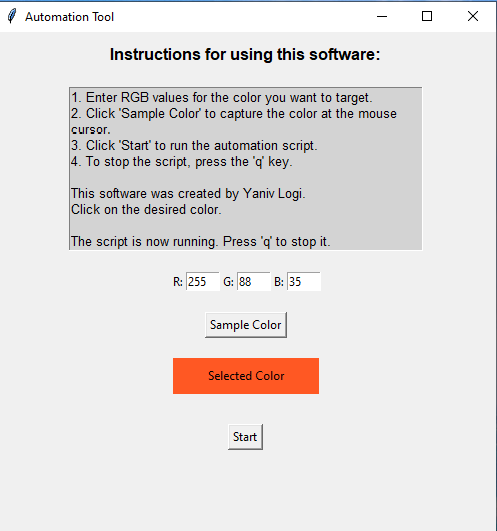 Automation Tool
Instructions for using this software:
1. Enter RGB values for the color you want to target.
2. Click 'Sample Color' to capture the color at the mouse
cursor.
3. Click 'Start' to run the automation script.
4. To stop the script, press the 'q' key.
This software was created by Yaniv Logi.
Click on the desired color.
The script is now running. Press 'q' to stop it.
R: 255 G: 88 B: 35
Sample Color
Selected Color
Start